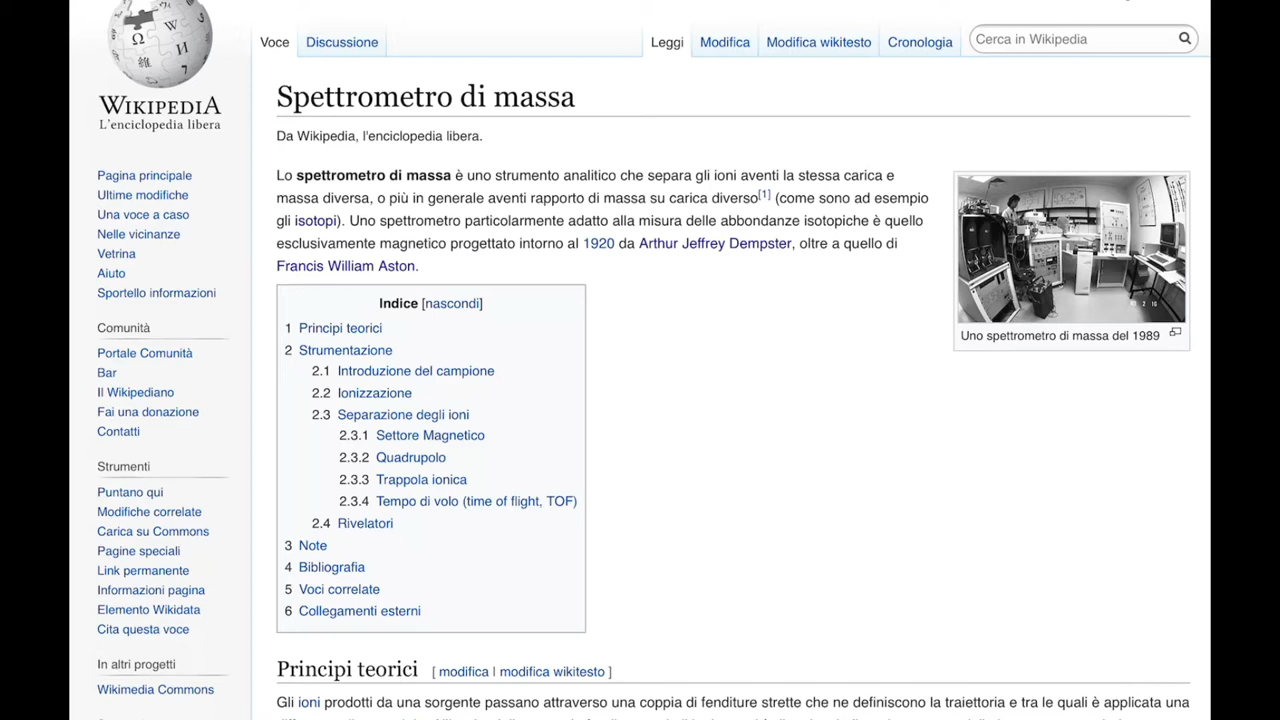 WIKIPEDIA
L'enciclopedia libera
Voce
Discussione
Leggi
Modifica
Modifica wikitesto
Cronologia
Cerca in Wikipedia
Pagina principale
Ultime modifiche
Una voce a caso
Nelle vicinanze
Vetrina
Aiuto
Sportello informazioni
Comunità
Portale Comunità
Bar
Il Wikipediano
Fai una donazione
Contatti
Strumenti
Puntano qui
Modifiche correlate
Carica su Commons
Pagine speciali
Link permanente
Informazioni pagina
Elemento Wikidata
Cita questa voce
In altri progetti
Wikimedia Commons
Spettrometro di massa
Da Wikipedia, l'enciclopedia libera.
Lo spettrometro di massa è uno strumento analitico che separa gli ioni aventi la stessa carica e
massa diversa, o più in generale aventi rapporto di massa su carica diverso[1] (come sono ad esempio
gli isotopi). Uno spettrometro particolarmente adatto alla misura delle abbondanze isotopiche è quello
esclusivamente magnetico progettato intorno al 1920 da Arthur Jeffrey Dempster, oltre a quello di
Francis William Aston.
Uno spettrometro di massa del 1989
Indice [nascondi]
1 Principi teorici
2 Strumentazione
2.1 Introduzione del campione
2.2 Ionizzazione
2.3 Separazione degli ioni
2.3.1 Settore Magnetico
2.3.2 Quadrupolo
2.3.3 Trappola ionica
2.3.4 Tempo di volo (time of flight, TOF)
2.4 Rivelatori
3 Note
4 Bibliografia
5 Voci correlate
6 Collegamenti esterni
Principi teorici [ modifica | modifica wikitesto ]
Gli ioni prodotti da una sorgente passano attraverso una coppia di fenditure strette che ne definiscono la traiettoria e tra le quali è applicata una